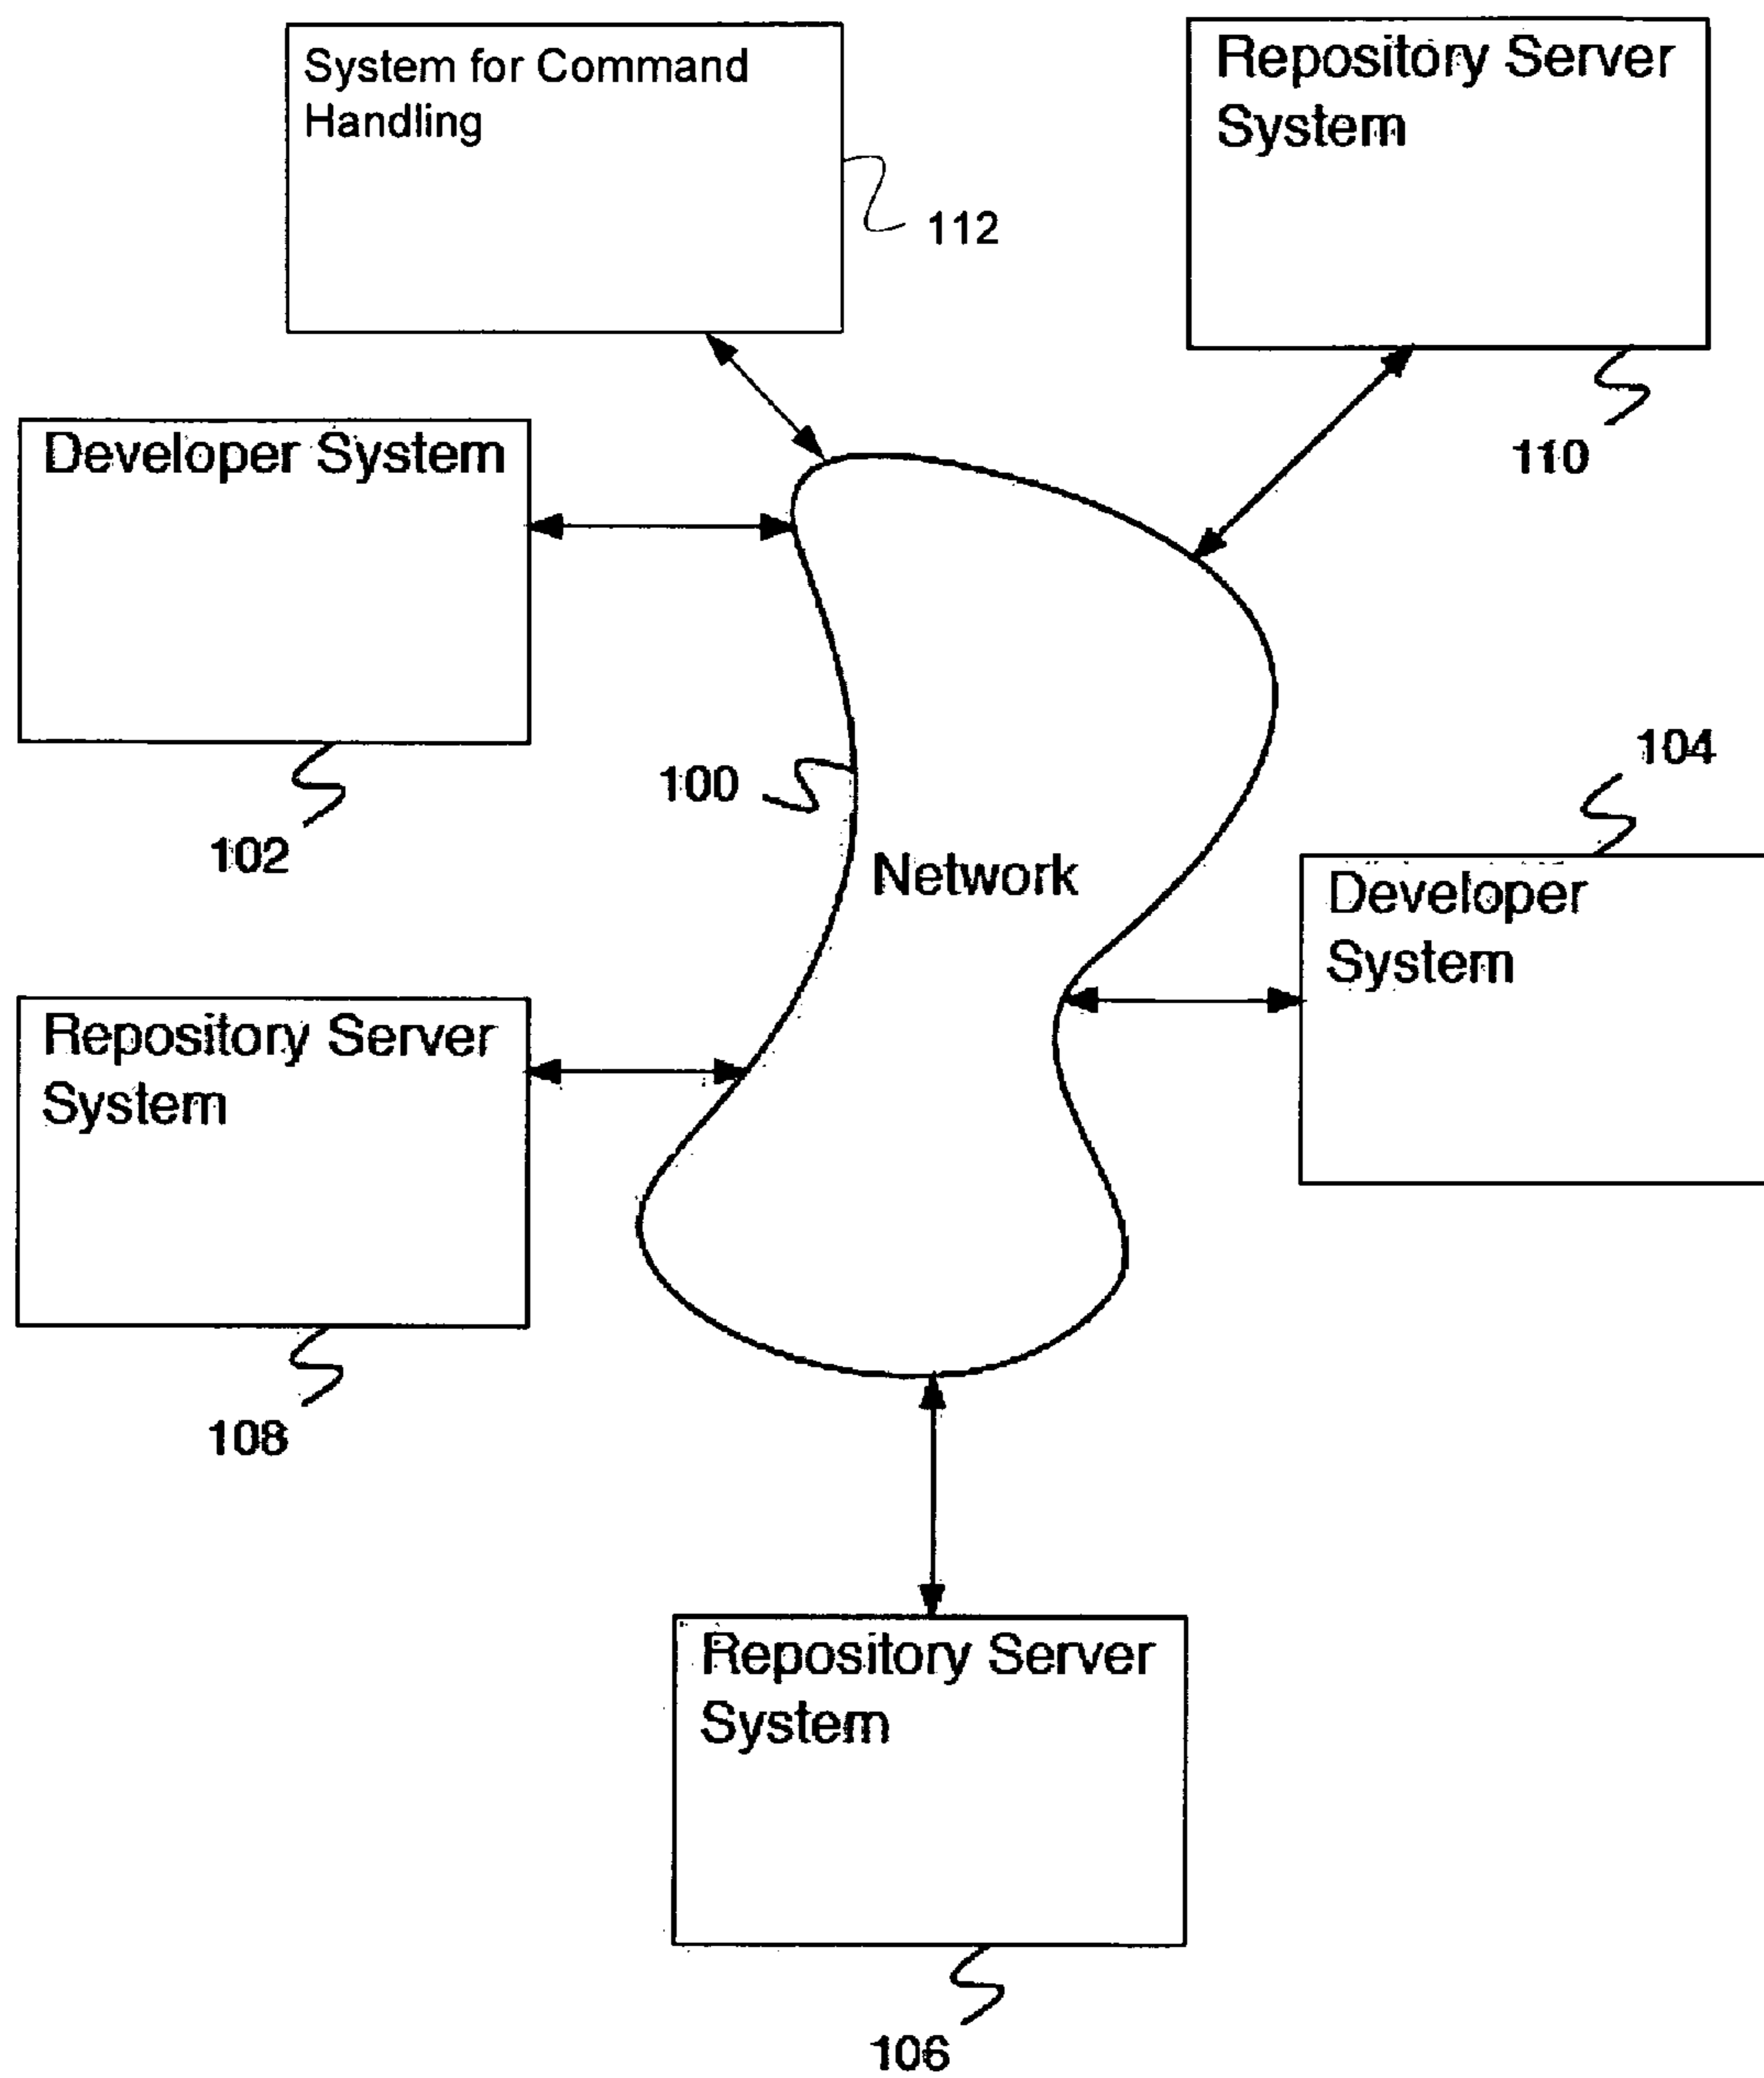 System for Command
Handling
112
Repository Server
System
110
Developer System
102
100
Network
104
Developer
System
Repository Server
System
108
Repository Server
System
106